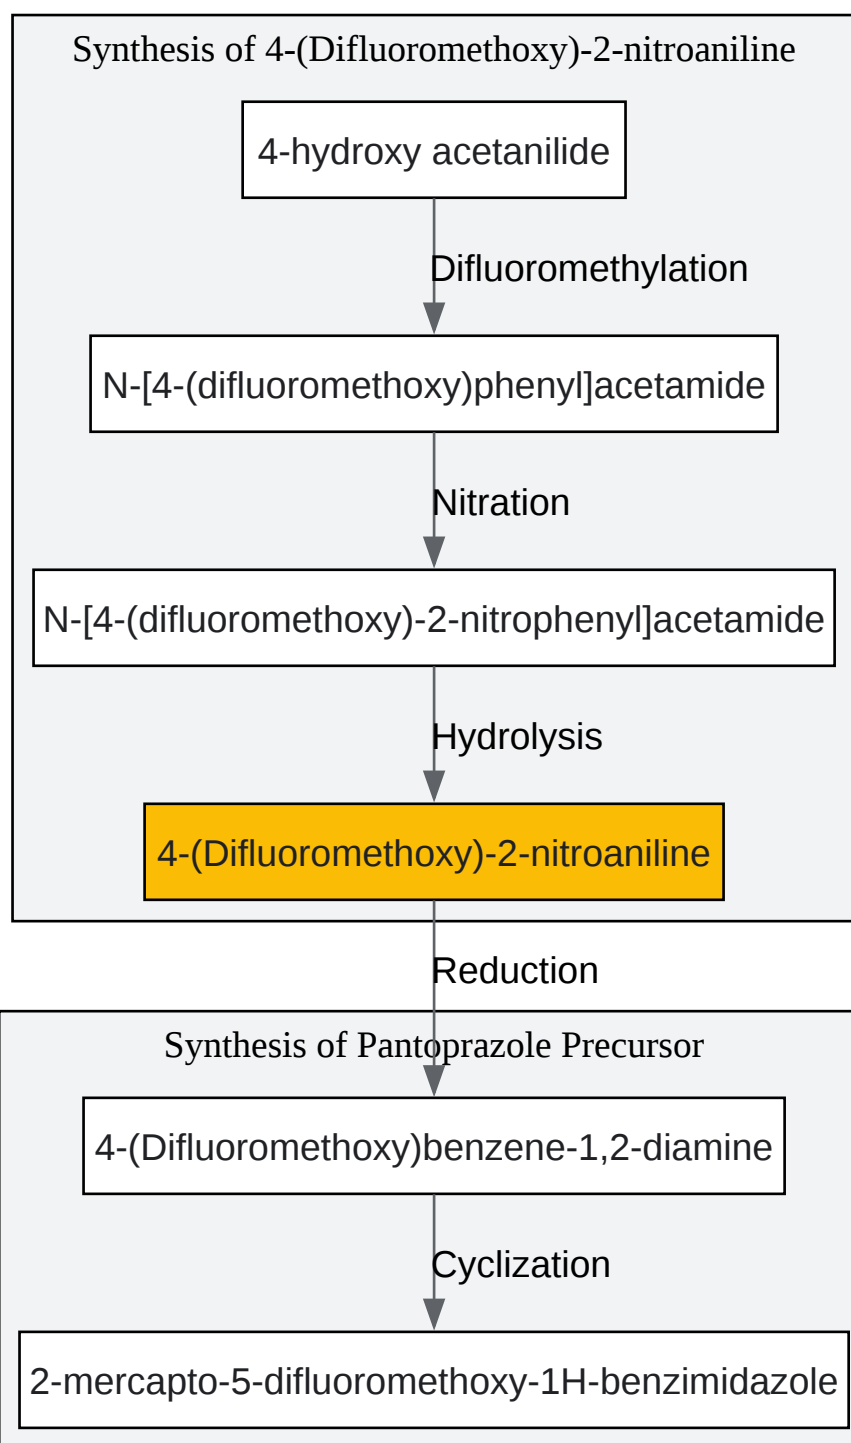 Synthesis of 4-(Difluoromethoxy)-2-nitroaniline
4-hydroxy acetanilide
Difluoromethylation
N-[4-(difluoromethoxy)phenyl]acetamide
Nitration
N-[4-(difluoromethoxy)-2-nitrophenyl]acetamide
Hydrolysis
4-(Difluoromethoxy)-2-nitroaniline
Reduction
Synthesis of Pantoprazole Precursor
4-(Difluoromethoxy)benzene-1,2-diamine
Cyclization
2-mercapto-5-difluoromethoxy-1H-benzimidazole